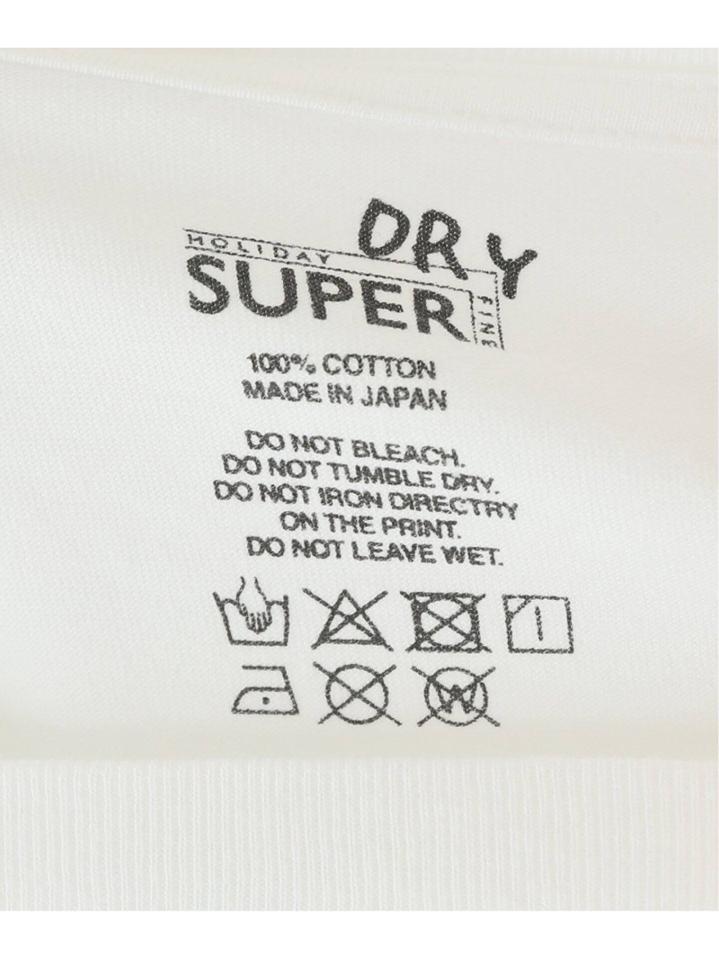 DRY
HOLIDAY
SUPER
FINE
100% COTTON
MADE IN JAPAN
DO NOT BLEACH.
DO NOT TUMBLE DRY.
DO NOT IRON DIRECTRY
ON THE PRINT.
DO NOT LEAVE WET.
W